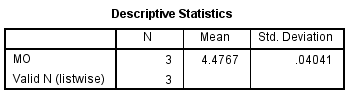 Descriptive Statistics
N Mean Std. Deviation
MO 3 4.4767 .04041
Valid N (listwise) 3